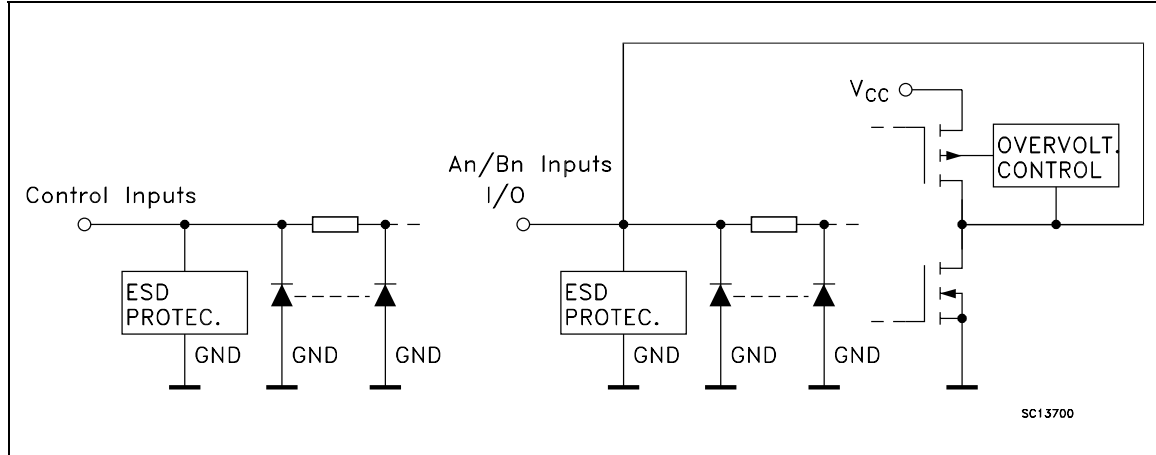 Control Inputs
ESD
PROTEC.
GND
GND
GND
An/Bn Inputs
I/O
ESD
PROTEC.
GND
GND
GND
VCC
OVERVOLT.
CONTROL
SC13700